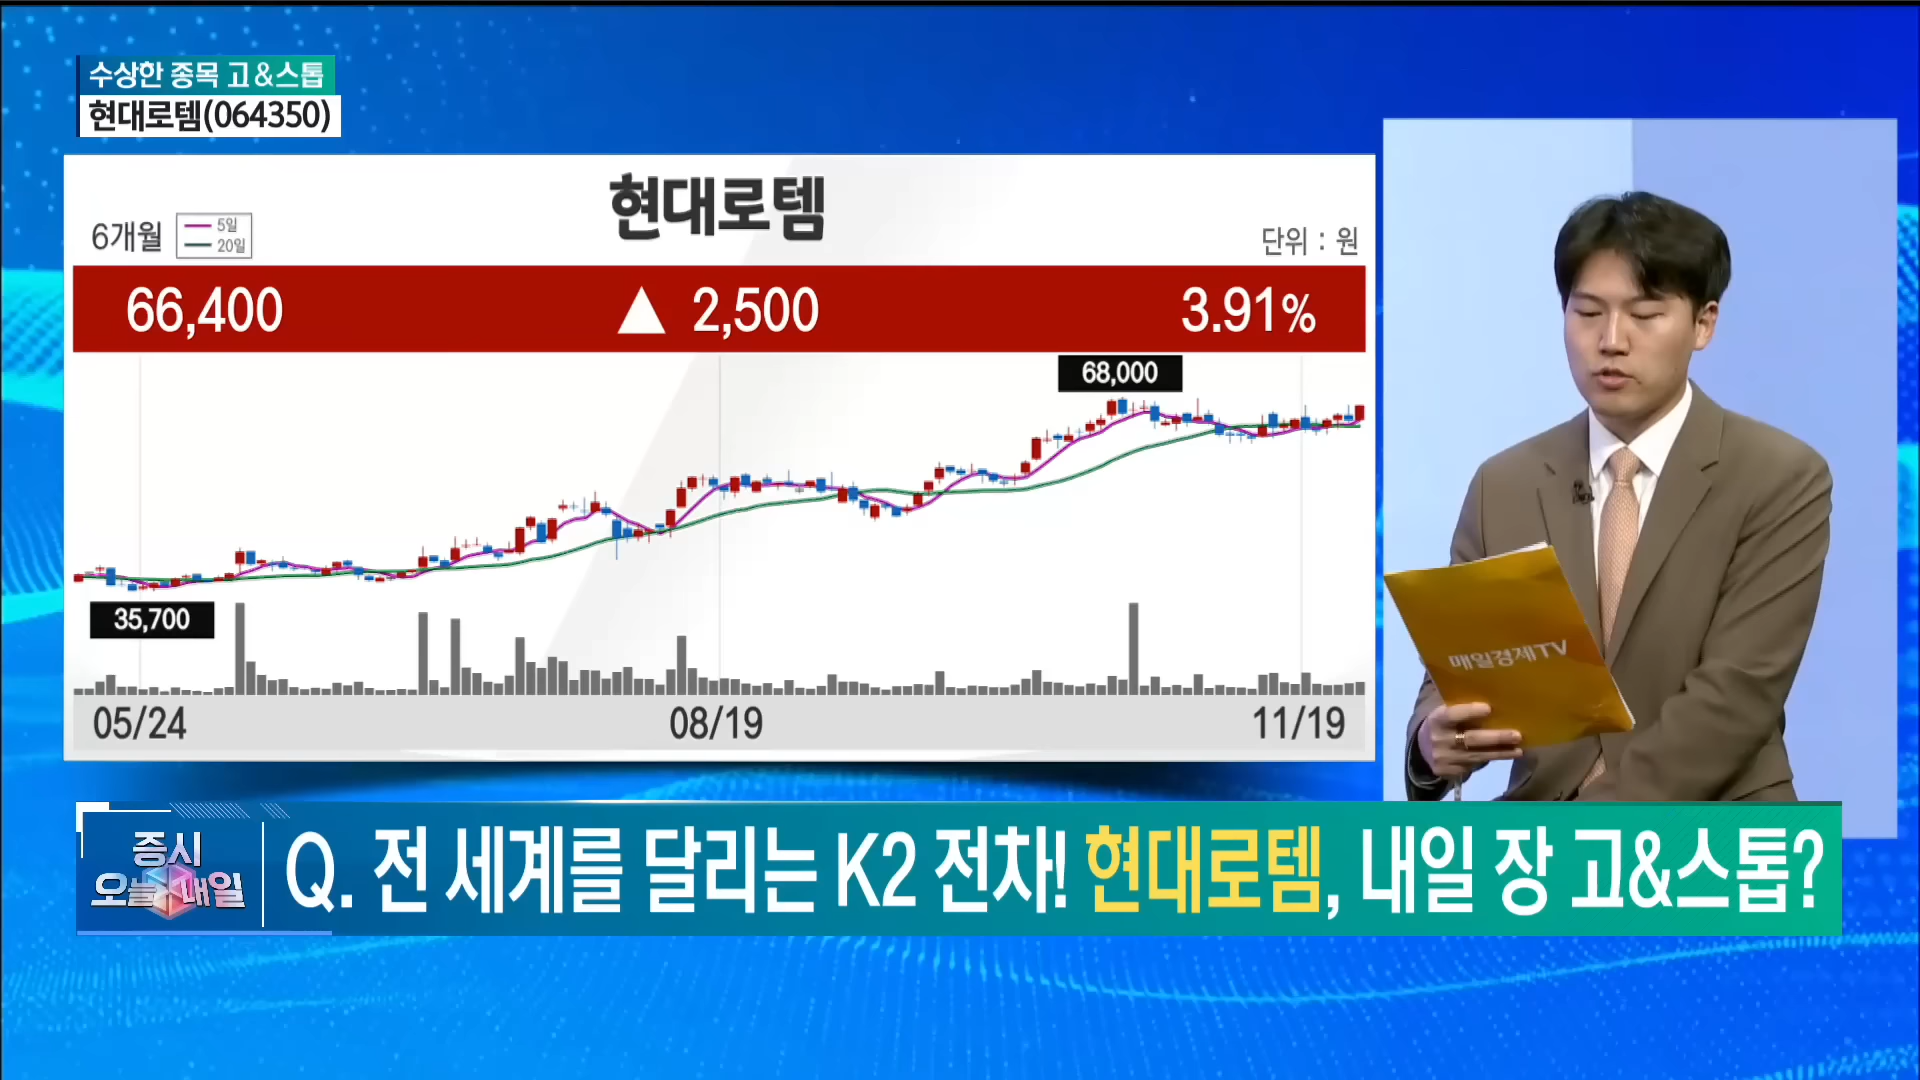 수상한 종목 고&스톱
현대로템(064350)
현대로템
6개월
5일
20일
단위 : 원
66,400 ▲ 2,500 3.91%
68,000
35,700
05/24 08/19 11/19
매일경제TV
증시
오늘 내일
Q. 전 세계를 달리는 K2 전차! 현대로템, 내일 장 고&스톱?